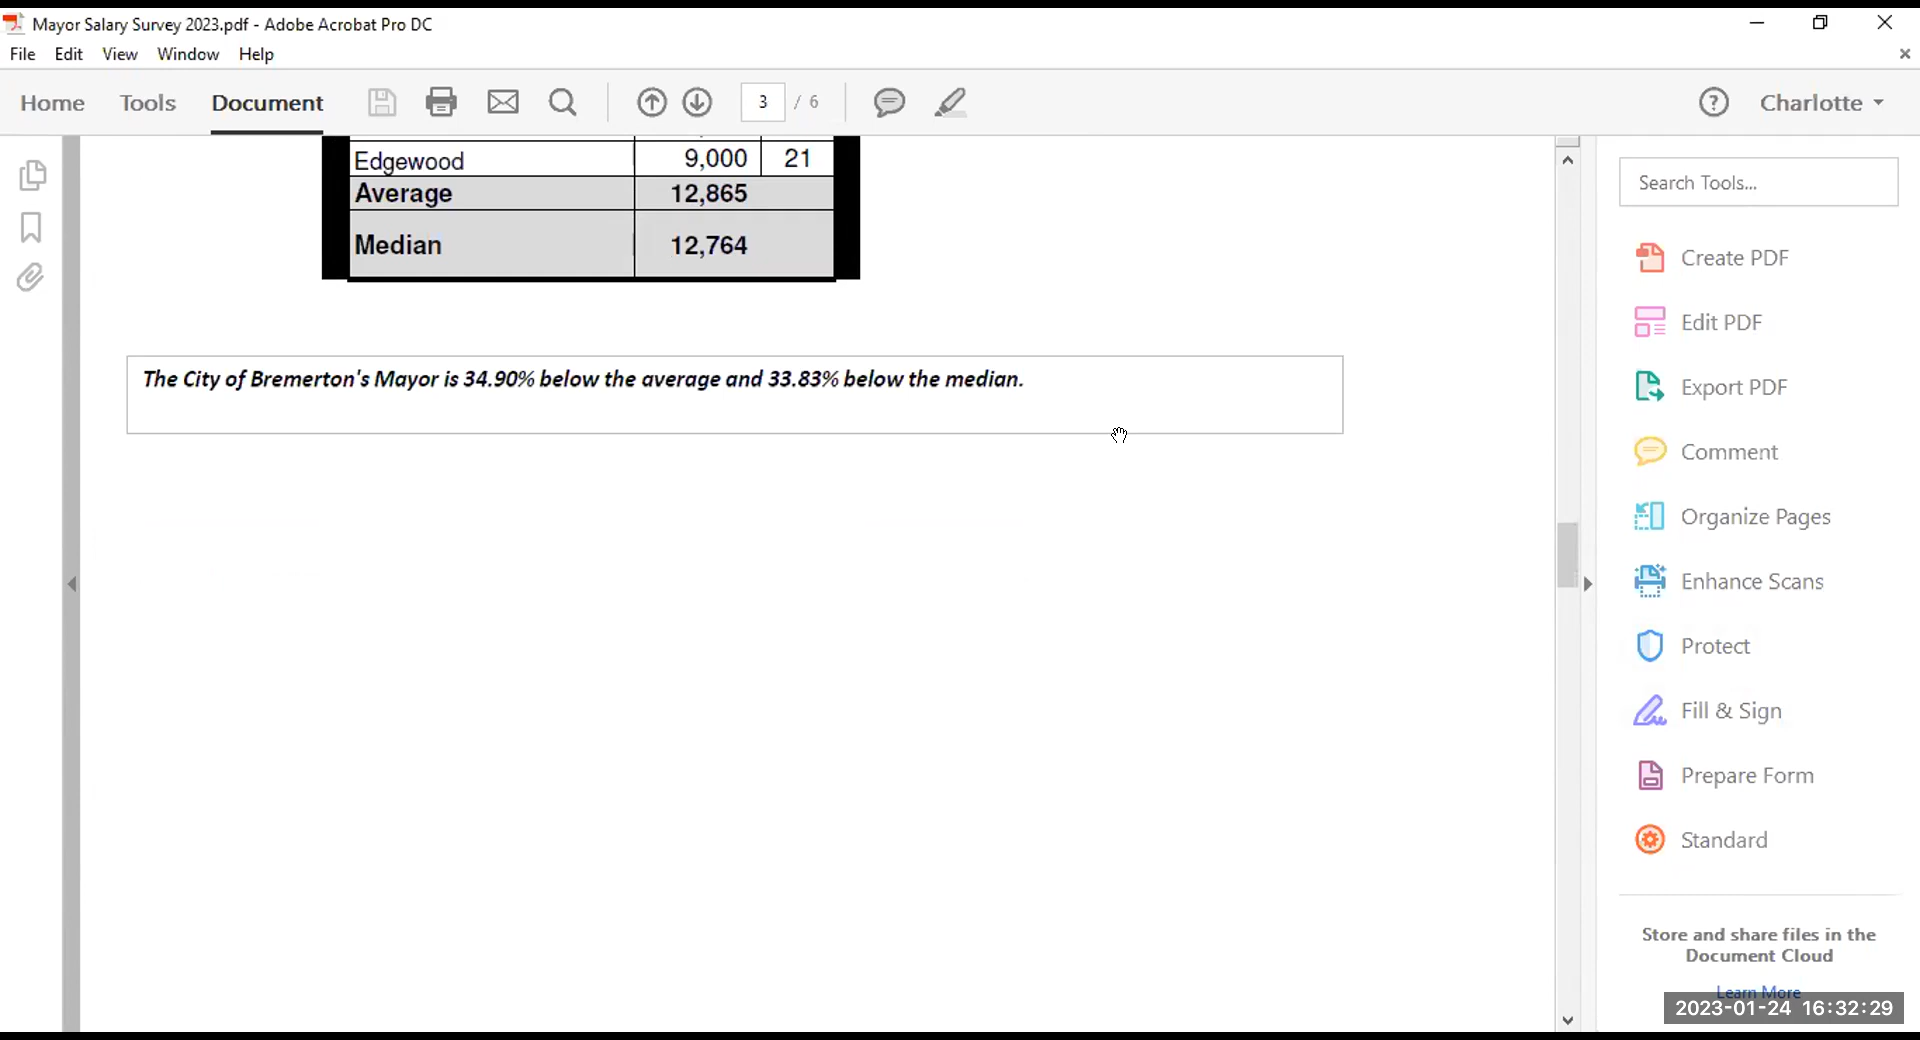 Mayor Salary Survey 2023.pdf - Adobe Acrobat Pro DC
File Edit View Window Help
Home Tools Document 3 / 6 Charlotte
Edgewood 9,000 21
Average 12,865
Median 12,764
The City of Bremerton's Mayor is 34.90% below the average and 33.83% below the median.
Search Tools...
Create PDF
Edit PDF
Export PDF
Comment
Organize Pages
Enhance Scans
Protect
Fill & Sign
Prepare Form
Standard
Store and share files in the
Document Cloud
Learn More
2023-01-24 16:32:29